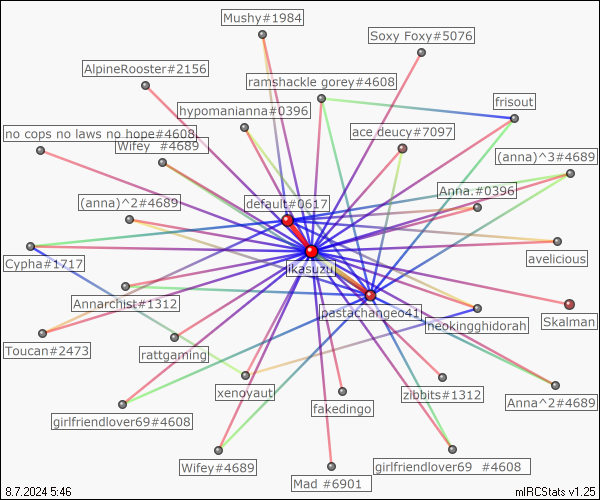 Mushy#1984
Soxy Foxy#5076
AlpineRooster#2156
ramshackle gorey#4608
frisout
hypomanianna#0396
no cops no laws no hope#4608
ace deucy#7097
Wifey  #4689
(anna)^3#4689
Anna.#0396
(anna)^2#4689
default#0617
avelicious
Cypha#1717
likasuzu
Annarchist#1312
pastachangeo41
neokingghidorah
Skalman
Toucan#2473
rattgaming
xenoyaut
zibbits#1312
Anna^2#4689
fakedingo
girlfriendlover69#4608
Wifey#4689
girlfriendlover69  #4608
Mad #6901
8.7.2024 5:46
mIRCStats v1.25